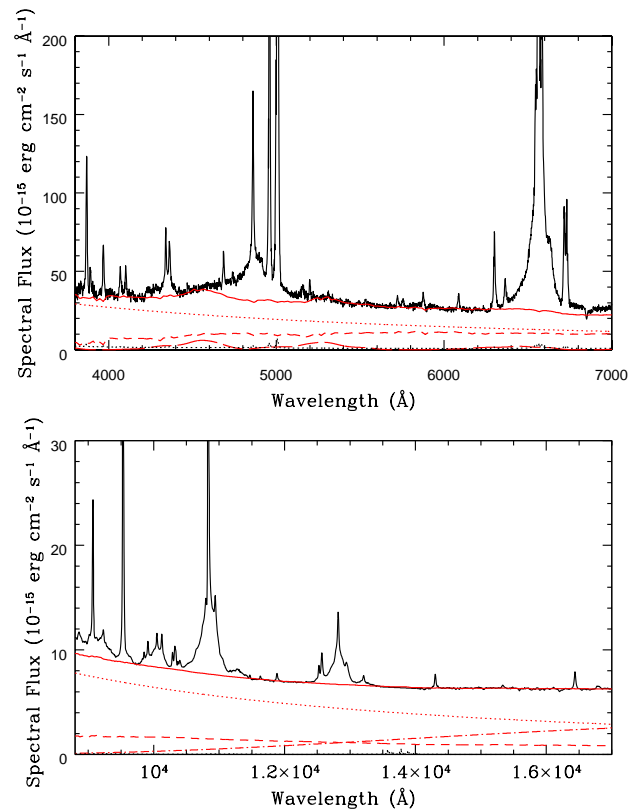 200
150
100
50
0
Spectral Flux (10⁻¹⁵ erg cm⁻² s⁻¹ Å⁻¹)
4000 5000 6000 7000
Wavelength (Å)
30
20
10
0
Spectral Flux (10⁻¹⁵ erg cm⁻² s⁻¹ Å⁻¹)
10⁴ 1.2×10⁴ 1.4×10⁴ 1.6×10⁴
Wavelength (Å)